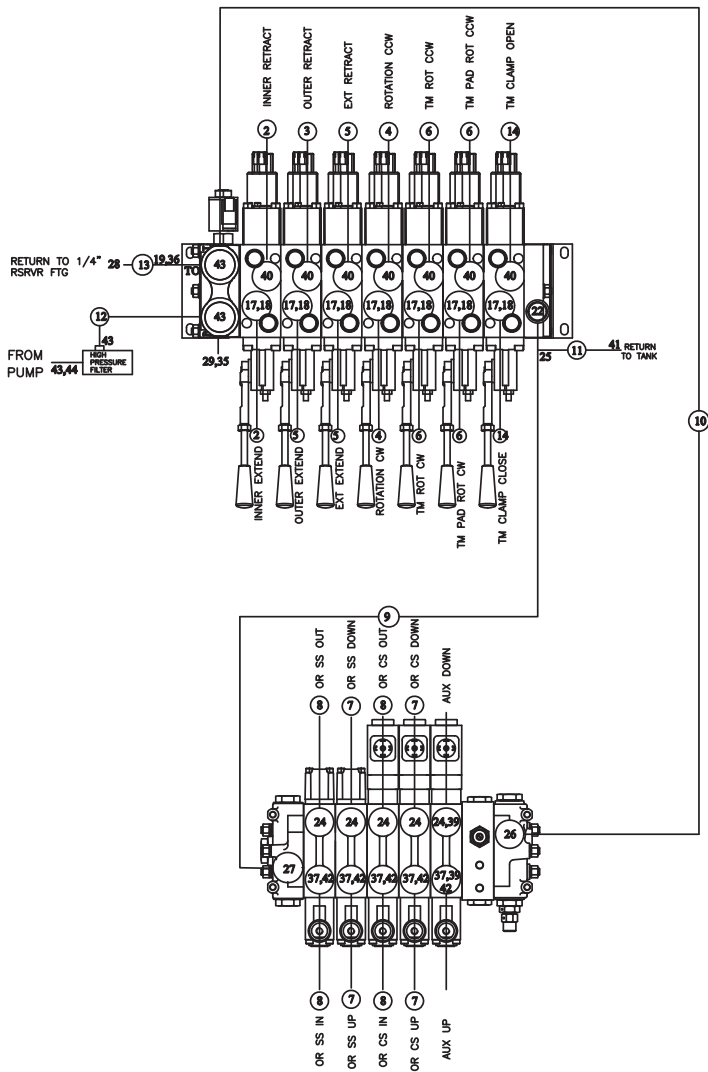 INNER RETRACT
OUTER RETRACT
EXT RETRACT
ROTATION CCW
TM ROT CCW
TM PAD ROT CCW
TM CLAMP OPEN
2
3
5
4
6
6
14
RETURN TO 1/4" 28
RSRVR FTG
13
19,36
TO
43
40
40
40
40
40
40
40
17,18
17,18
17,18
17,18
17,18
17,18
17,18
12
43
22
43
HIGH
PRESSURE
FILTER
FROM
PUMP
43,44
29,35
25
11
41 RETURN
TO TANK
10
2
5
5
4
6
6
14
INNER EXTEND
OUTER EXTEND
EXT EXTEND
ROTATION CW
TM ROT CW
TM PAD ROT CW
TM CLAMP CLOSE
9
OR SS OUT
OR SS DOWN
OR CS OUT
OR CS DOWN
AUX DOWN
8
7
8
7
24
24
24
24
24,39
26
27
37,42
37,42
37,42
37,42
37,39
42
8
7
8
7
OR SS IN
OR SS UP
OR CS IN
OR CS UP
AUX UP